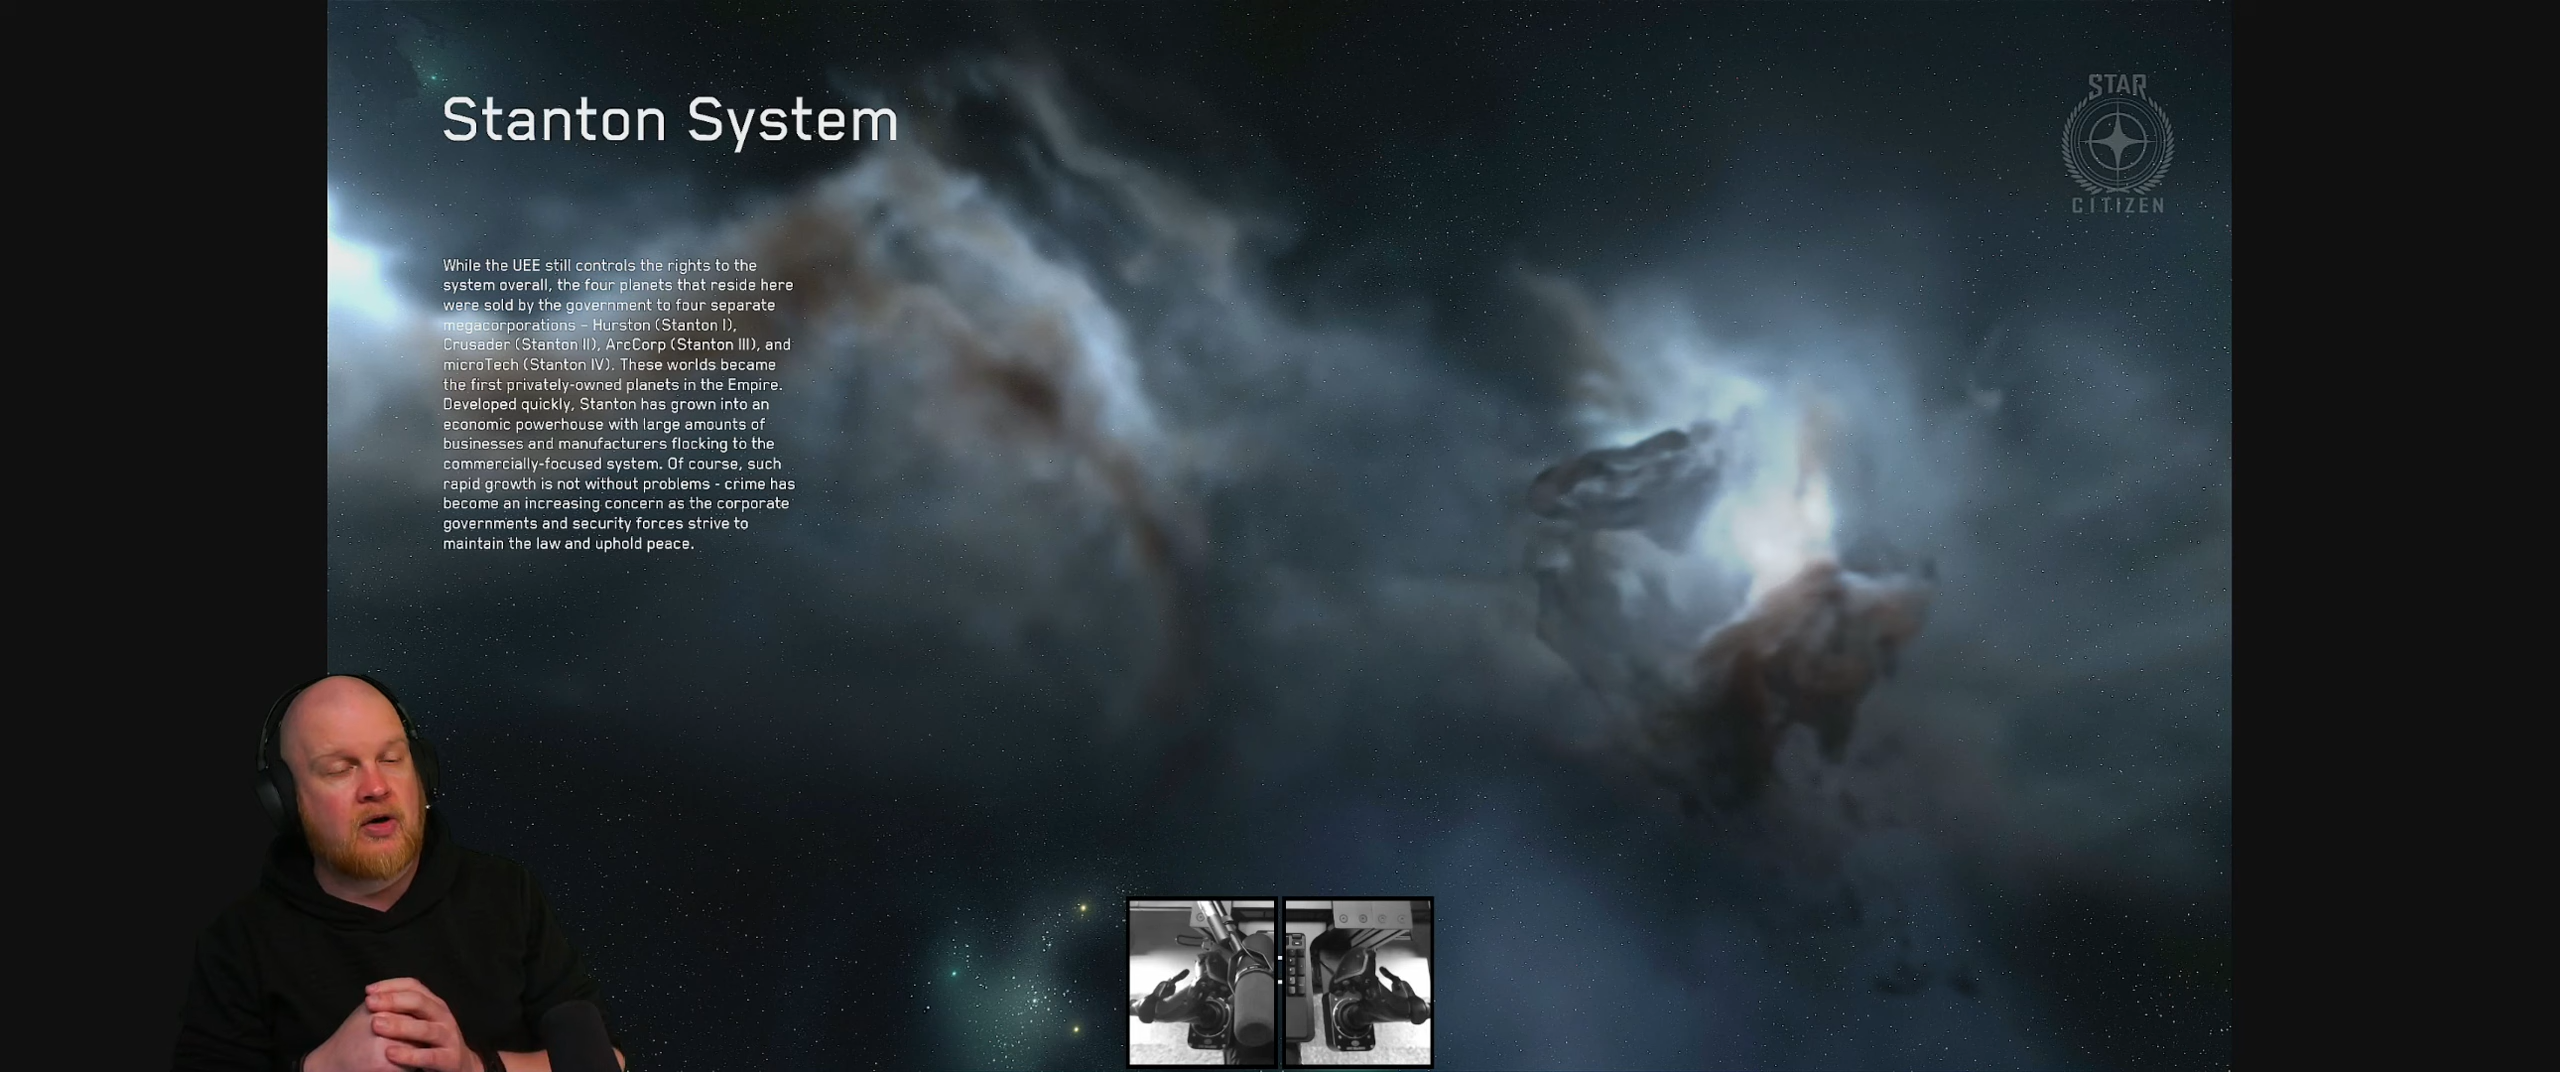 Stanton System
STAR
CITIZEN
While the UEE still controls the rights to the
system overall, the four planets that reside here
were sold by the government to four separate
megacorporations – Hurston (Stanton I),
Crusader (Stanton II), ArcCorp (Stanton III), and
microTech (Stanton IV). These worlds became
the first privately-owned planets in the Empire.
Developed quickly, Stanton has grown into an
economic powerhouse with large amounts of
businesses and manufacturers flocking to the
commercially-focused system. Of course, such
rapid growth is not without problems - crime has
become an increasing concern as the corporate
governments and security forces strive to
maintain the law and uphold peace.